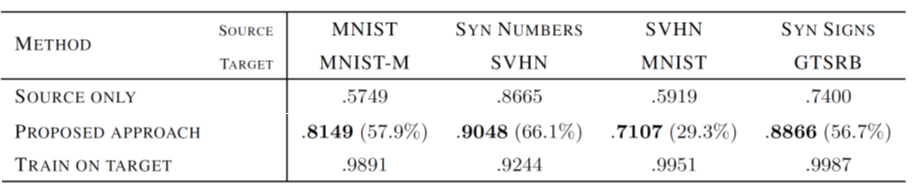 METHOD SOURCE MNIST SYN NUMBERS SVHN SYN SIGNS
TARGET MNIST-M SVHN MNIST GTSRB
SOURCE ONLY .5749 .8665 .5919 .7400
PROPOSED APPROACH .8149 (57.9%) .9048 (66.1%) .7107 (29.3%) .8866 (56.7%)
TRAIN ON TARGET .9891 .9244 .9951 .9987